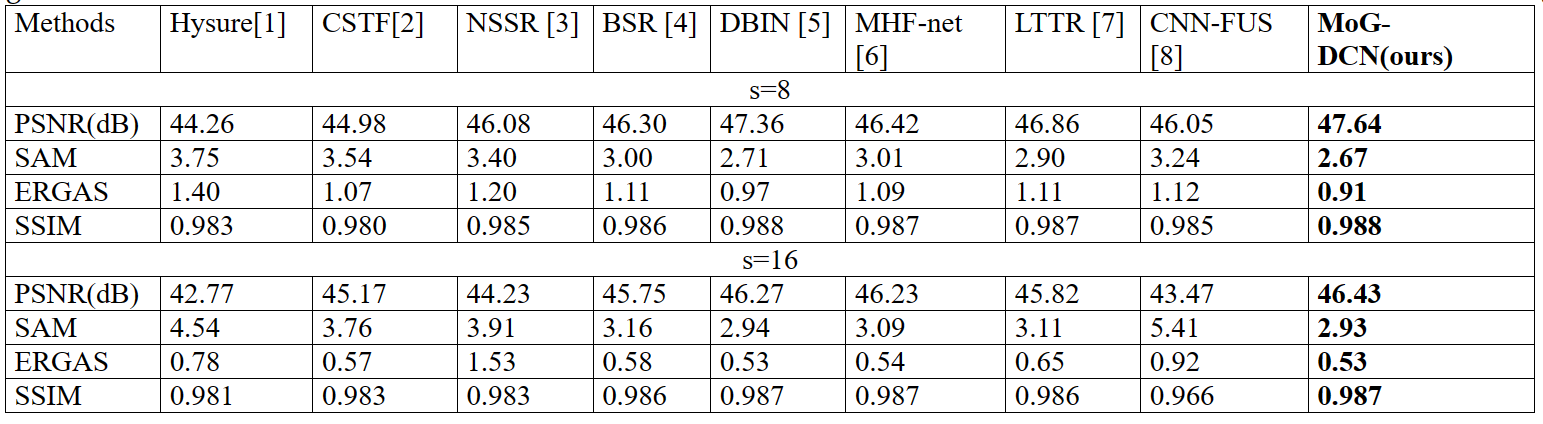 Methods Hysure[1] CSTF[2] NSSR [3] BSR [4] DBIN [5] MHF-net [6] LTTR [7] CNN-FUS [8] MoG-DCN(ours)
s=8
PSNR(dB) 44.26 44.98 46.08 46.30 47.36 46.42 46.86 46.05 47.64
SAM 3.75 3.54 3.40 3.00 2.71 3.01 2.90 3.24 2.67
ERGAS 1.40 1.07 1.20 1.11 0.97 1.09 1.11 1.12 0.91
SSIM 0.983 0.980 0.985 0.986 0.988 0.987 0.987 0.985 0.988
s=16
PSNR(dB) 42.77 45.17 44.23 45.75 46.27 46.23 45.82 43.47 46.43
SAM 4.54 3.76 3.91 3.16 2.94 3.09 3.11 5.41 2.93
ERGAS 0.78 0.57 1.53 0.58 0.53 0.54 0.65 0.92 0.53
SSIM 0.981 0.983 0.983 0.986 0.987 0.987 0.986 0.966 0.987